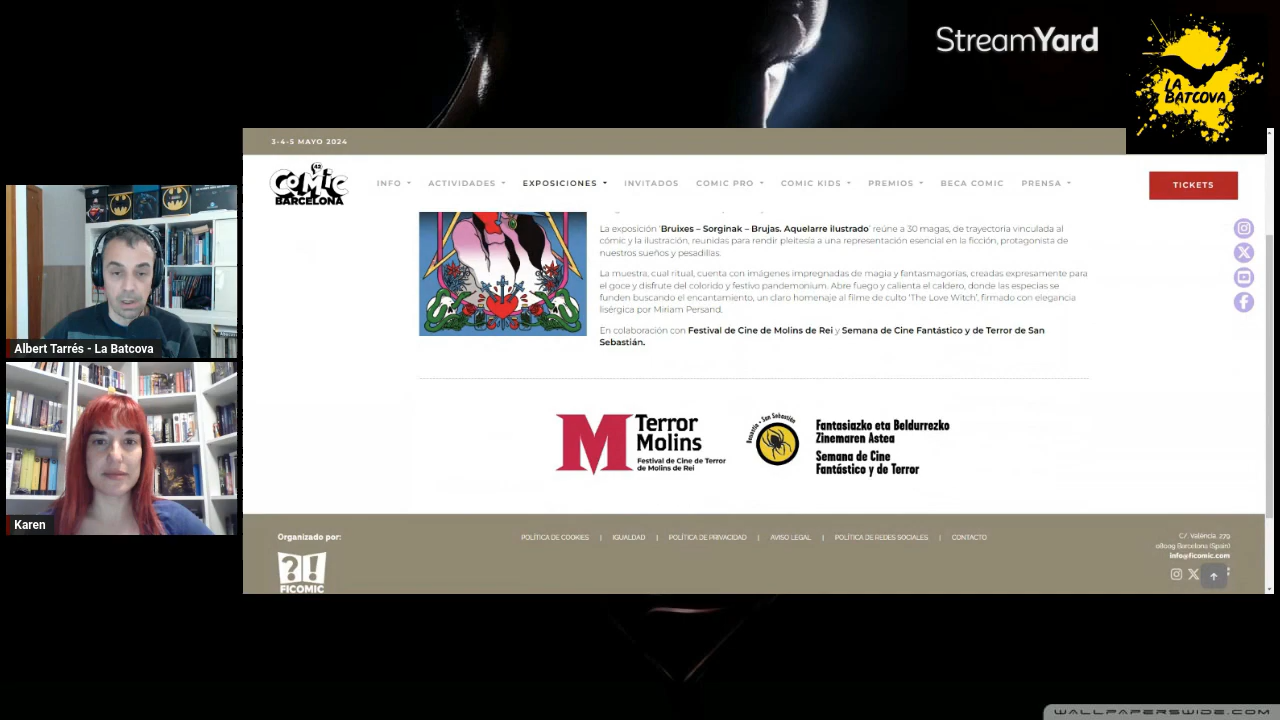 StreamYard
LA
BATCOVA
3-4-5 MAYO 2024
42
COMIC
BARCELONA
INFO
ACTIVIDADES
EXPOSICIONES
INVITADOS
COMIC PRO
COMIC KIDS
PREMIOS
BECA COMIC
PRENSA
TICKETS
La exposición ‘Bruixes – Sorginak – Brujas. Aquelarre ilustrado’ reúne a 30 magas, de trayectoria vinculada al
cómic y la ilustración, reunidas para rendir pleitesía a una representación esencial en la ficción, protagonista de
nuestros sueños y pesadillas.
La muestra, cual ritual, cuenta con imágenes impregnadas de magia y fantasmagorías, creadas expresamente para
el goce y disfrute del colorido y festivo pandemonium. Abre fuego y calienta el caldero, donde las especias se
funden buscando el encantamiento, un claro homenaje al filme de culto ‘The Love Witch’, firmado con elegancia
lisérgica por Miriam Persand.
En colaboración con Festival de Cine de Molins de Rei y Semana de Cine Fantástico y de Terror de San
Sebastián.
Albert Tarrés - La Batcova
Karen
M Terror
Molins
Festival de Cine de Terror
de Molins de Rei
Donostia - San Sebastián
Fantasiazko eta Beldurrezko
Zinemaren Astea
Semana de Cine
Fantástico y de Terror
Organizado por:
?!
FICOMIC
POLÍTICA DE COOKIES | IGUALDAD | POLÍTICA DE PRIVACIDAD | AVISO LEGAL | POLÍTICA DE REDES SOCIALES | CONTACTO
C/. València, 279
08009 Barcelona (Spain)
info@ficomic.com
WALLPAPERSWIDE.COM